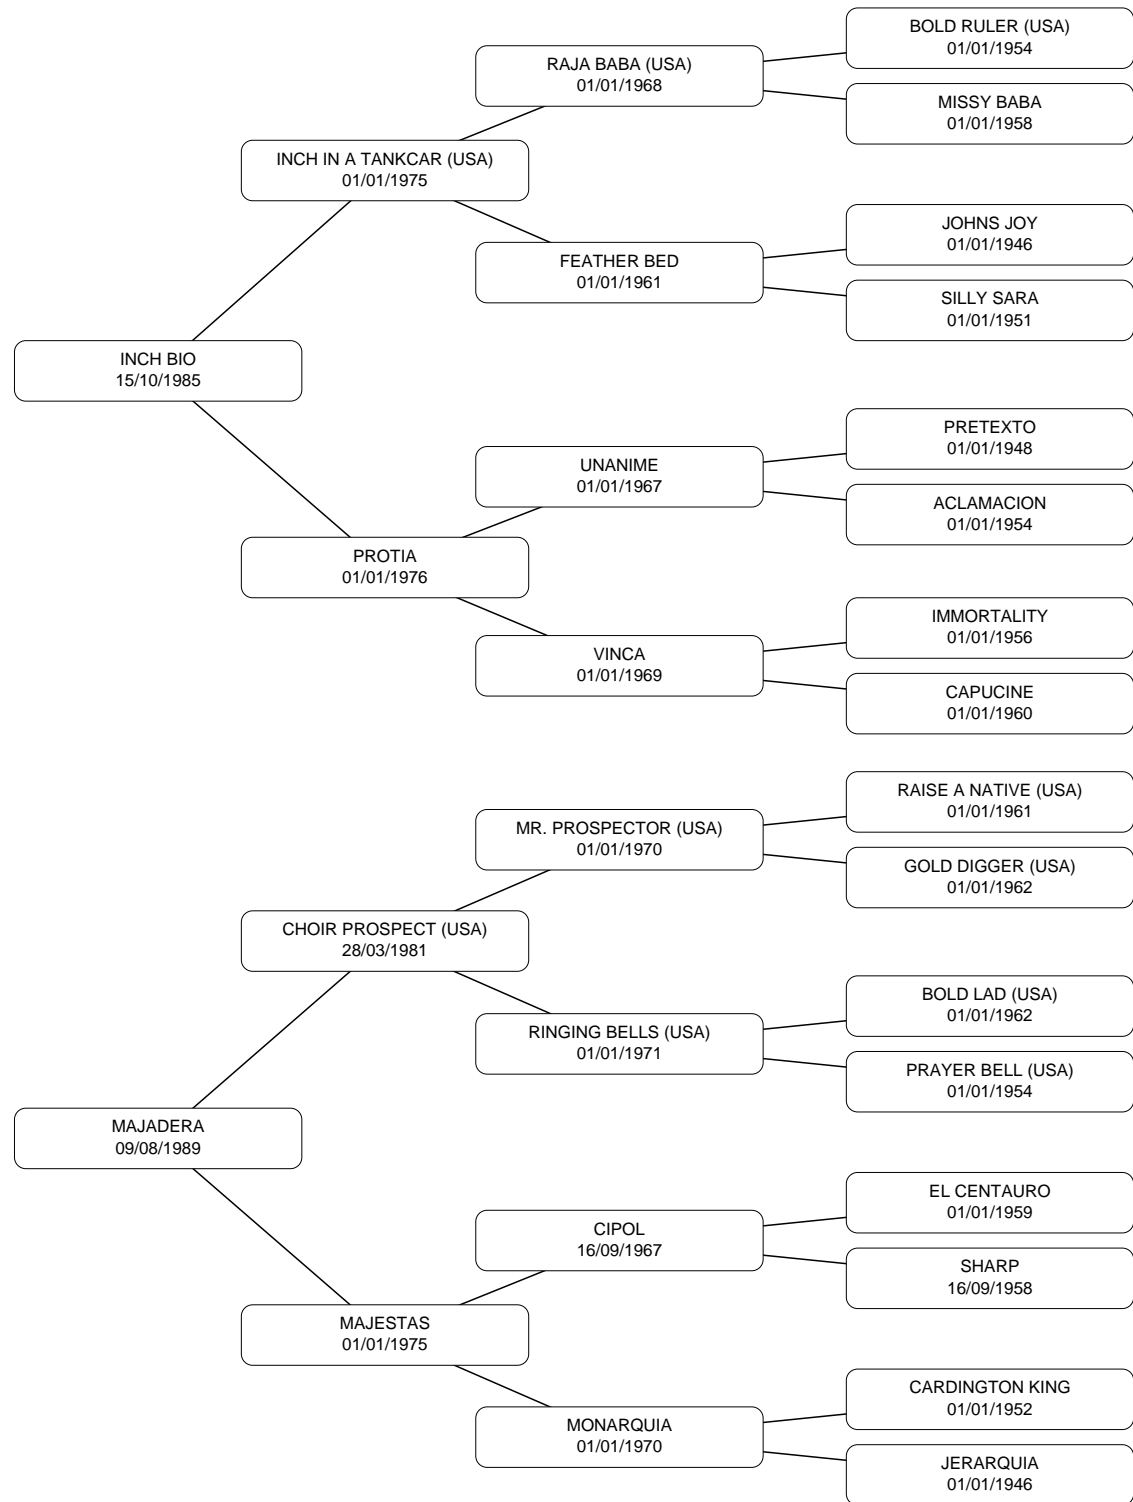 BOLD RULER (USA)
01/01/1954
RAJA BABA (USA)
01/01/1968
MISSY BABA
01/01/1958
INCH IN A TANKCAR (USA)
01/01/1975
JOHNS JOY
01/01/1946
FEATHER BED
01/01/1961
SILLY SARA
01/01/1951
INCH BIO
15/10/1985
PRETEXTO
01/01/1948
UNANIME
01/01/1967
ACLAMACION
01/01/1954
PROTIA
01/01/1976
IMMORTALITY
01/01/1956
VINCA
01/01/1969
CAPUCINE
01/01/1960
RAISE A NATIVE (USA)
01/01/1961
MR. PROSPECTOR (USA)
01/01/1970
GOLD DIGGER (USA)
01/01/1962
CHOIR PROSPECT (USA)
28/03/1981
BOLD LAD (USA)
01/01/1962
RINGING BELLS (USA)
01/01/1971
PRAYER BELL (USA)
01/01/1954
MAJADERA
09/08/1989
EL CENTAURO
01/01/1959
CIPOL
16/09/1967
SHARP
16/09/1958
MAJESTAS
01/01/1975
CARDINGTON KING
01/01/1952
MONARQUIA
01/01/1970
JERARQUIA
01/01/1946